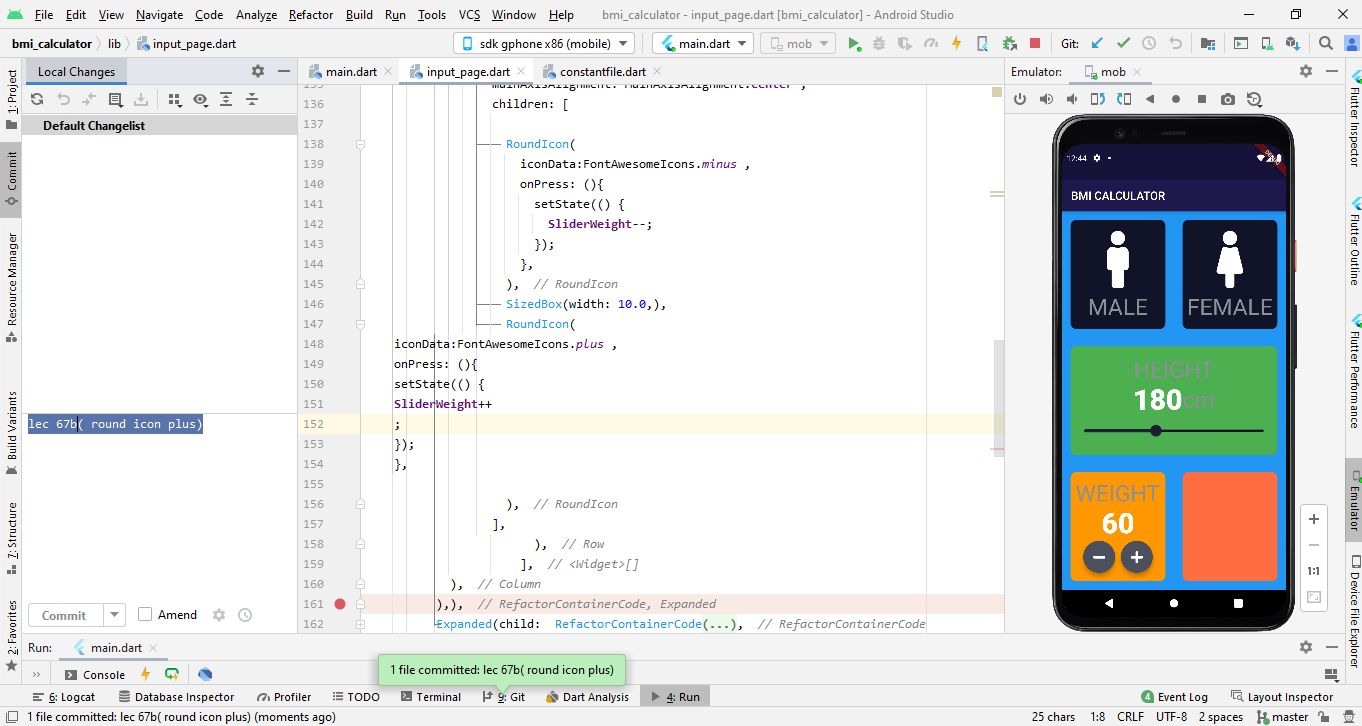 File Edit View Navigate Code Analyze Refactor Build Run Tools VCS Window Help bmi_calculator - input_page.dart [bmi_calculator] - Android Studio
bmi_calculator lib input_page.dart sdk gphone x86 (mobile) main.dart mob Git:
Local Changes main.dart input_page.dart constantfile.dart Emulator: mob
Default Changelist
1: Project
Commit
Resource Manager
Build Variants
7: Structure
2: Favorites
135 mainAxisAlignment: MainAxisAlignment.center ,
136 children: [
137
138 RoundIcon(
139 iconData:FontAwesomeIcons.minus ,
140 onPress: (){
141 setState(() {
142 SliderWeight--;
143 });
144 },
145 ), // RoundIcon
146 SizedBox(width: 10.0,),
147 RoundIcon(
148 iconData:FontAwesomeIcons.plus ,
149 onPress: (){
150 setState(() {
151 SliderWeight++
152 ;
153 });
154 },
155
156 ), // RoundIcon
157 ],
158 ), // Row
159 ], // <Widget>[]
160 ), // Column
161 ),), // RefactorContainerCode, Expanded
162 Expanded(child: RefactorContainerCode(...), // RefactorContainerCode
lec 67b( round icon plus)
Commit Amend
12:44
BMI CALCULATOR
MALE FEMALE
HEIGHT
180cm
WEIGHT
60
1:1
Flutter Inspector
Flutter Outline
Flutter Performance
Emulator
Device File Explorer
Run: main.dart
Console
1 file committed: lec 67b( round icon plus)
6: Logcat Database Inspector Profiler TODO Terminal 9: Git Dart Analysis 4: Run 4 Event Log Layout Inspector
1 file committed: lec 67b( round icon plus) (moments ago) 25 chars 1:8 CRLF UTF-8 2 spaces master